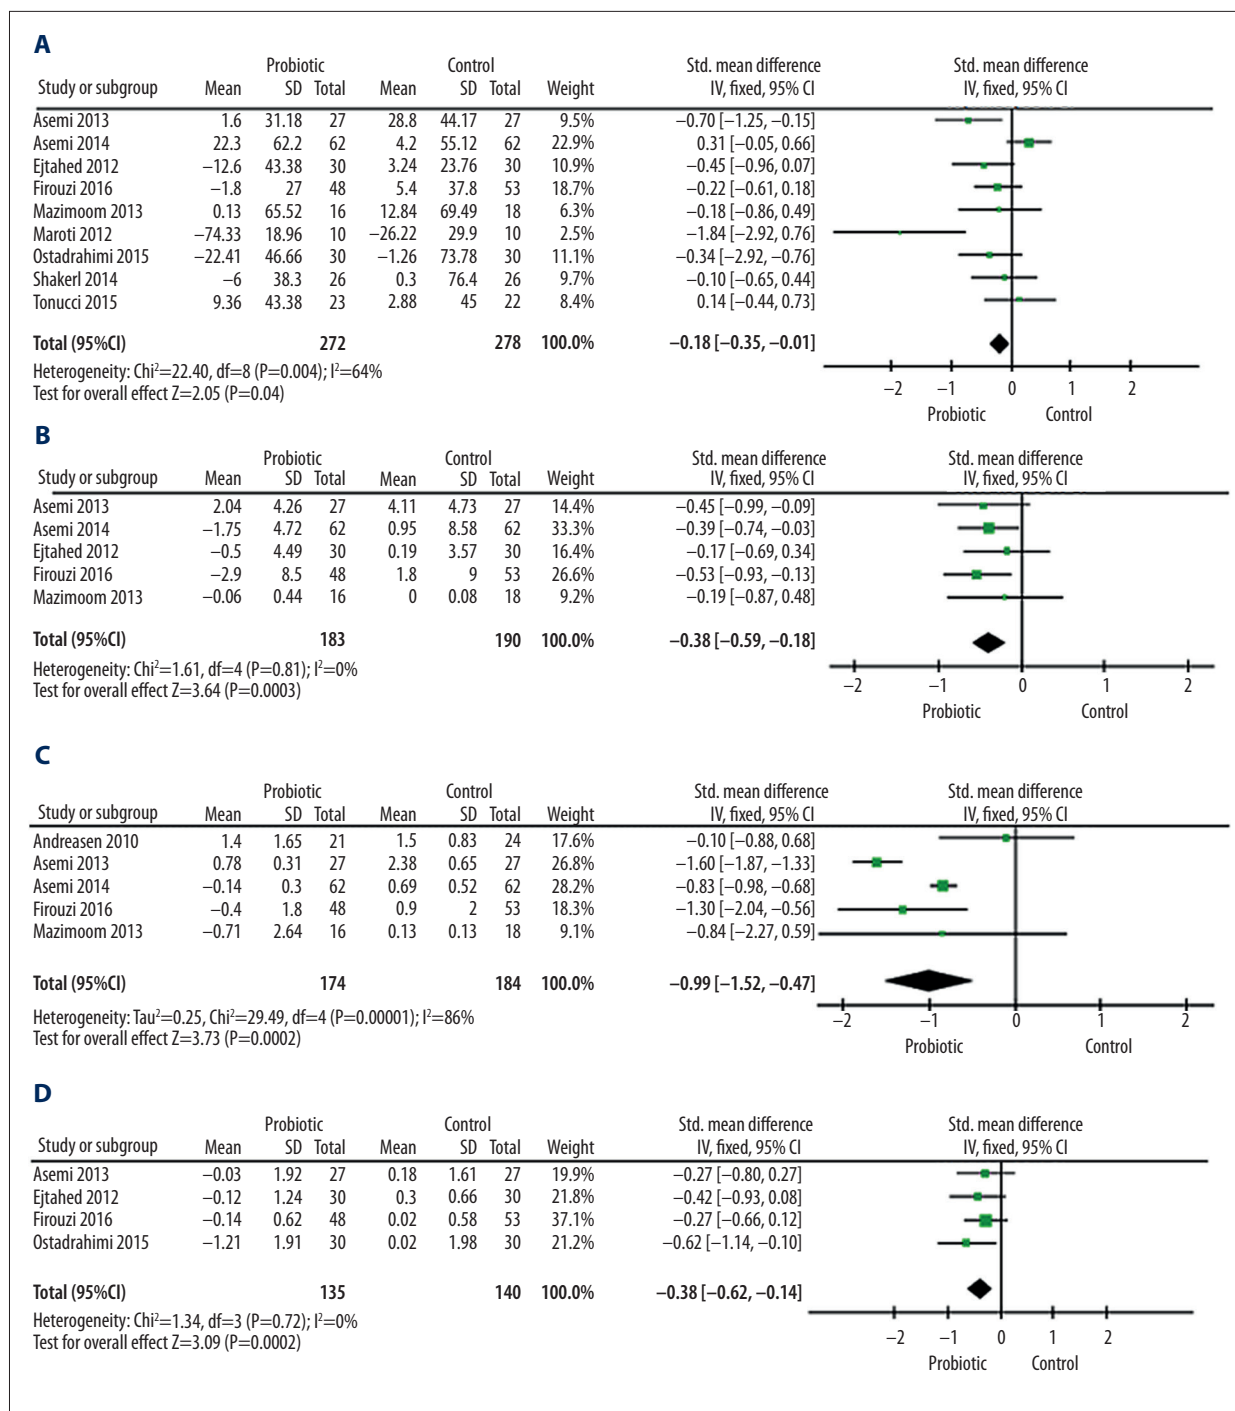 A
Probiotic Control Std. mean difference Std. mean difference
Study or subgroup Mean SD Total Mean SD Total Weight IV, fixed, 95% CI IV, fixed, 95% CI
Asemi 2013 1.6 31.18 27 28.8 44.17 27 9.5% −0.70 [−1.25, −0.15]
Asemi 2014 22.3 62.2 62 4.2 55.12 62 22.9% 0.31 [−0.05, 0.66]
Ejtahed 2012 −12.6 43.38 30 3.24 23.76 30 10.9% −0.45 [−0.96, 0.07]
Firouzi 2016 −1.8 27 48 5.4 37.8 53 18.7% −0.22 [−0.61, 0.18]
Mazimoom 2013 0.13 65.52 16 12.84 69.49 18 6.3% −0.18 [−0.86, 0.49]
Maroti 2012 −74.33 18.96 10 −26.22 29.9 10 2.5% −1.84 [−2.92, 0.76]
Ostadrahimi 2015 −22.41 46.66 30 −1.26 73.78 30 11.1% −0.34 [−2.92, −0.76]
Shakerl 2014 −6 38.3 26 0.3 76.4 26 9.7% −0.10 [−0.65, 0.44]
Tonucci 2015 9.36 43.38 23 2.88 45 22 8.4% 0.14 [−0.44, 0.73]
Total (95%CI) 272 278 100.0% −0.18 [−0.35, −0.01]
Heterogeneity: Chi²=22.40, df=8 (P=0.004); I²=64%
Test for overall effect Z=2.05 (P=0.04)
−2 −1 0 1 2
Probiotic Control
B
Probiotic Control Std. mean difference Std. mean difference
Study or subgroup Mean SD Total Mean SD Total Weight IV, fixed, 95% CI IV, fixed, 95% CI
Asemi 2013 2.04 4.26 27 4.11 4.73 27 14.4% −0.45 [−0.99, −0.09]
Asemi 2014 −1.75 4.72 62 0.95 8.58 62 33.3% −0.39 [−0.74, −0.03]
Ejtahed 2012 −0.5 4.49 30 0.19 3.57 30 16.4% −0.17 [−0.69, 0.34]
Firouzi 2016 −2.9 8.5 48 1.8 9 53 26.6% −0.53 [−0.93, −0.13]
Mazimoom 2013 −0.06 0.44 16 0 0.08 18 9.2% −0.19 [−0.87, 0.48]
Total (95%CI) 183 190 100.0% −0.38 [−0.59, −0.18]
Heterogeneity: Chi²=1.61, df=4 (P=0.81); I²=0%
Test for overall effect Z=3.64 (P=0.0003)
−2 −1 0 1 2
Probiotic Control
C
Probiotic Control Std. mean difference Std. mean difference
Study or subgroup Mean SD Total Mean SD Total Weight IV, fixed, 95% CI IV, fixed, 95% CI
Andreasen 2010 1.4 1.65 21 1.5 0.83 24 17.6% −0.10 [−0.88, 0.68]
Asemi 2013 0.78 0.31 27 2.38 0.65 27 26.8% −1.60 [−1.87, −1.33]
Asemi 2014 −0.14 0.3 62 0.69 0.52 62 28.2% −0.83 [−0.98, −0.68]
Firouzi 2016 −0.4 1.8 48 0.9 2 53 18.3% −1.30 [−2.04, −0.56]
Mazimoom 2013 −0.71 2.64 16 0.13 0.13 18 9.1% −0.84 [−2.27, 0.59]
Total (95%CI) 174 184 100.0% −0.99 [−1.52, −0.47]
Heterogeneity: Tau²=0.25, Chi²=29.49, df=4 (P=0.00001); I²=86%
Test for overall effect Z=3.73 (P=0.0002)
−2 −1 0 1 2
Probiotic Control
D
Probiotic Control Std. mean difference Std. mean difference
Study or subgroup Mean SD Total Mean SD Total Weight IV, fixed, 95% CI IV, fixed, 95% CI
Asemi 2013 −0.03 1.92 27 0.18 1.61 27 19.9% −0.27 [−0.80, 0.27]
Ejtahed 2012 −0.12 1.24 30 0.3 0.66 30 21.8% −0.42 [−0.93, 0.08]
Firouzi 2016 −0.14 0.62 48 0.02 0.58 53 37.1% −0.27 [−0.66, 0.12]
Ostadrahimi 2015 −1.21 1.91 30 0.02 1.98 30 21.2% −0.62 [−1.14, −0.10]
Total (95%CI) 135 140 100.0% −0.38 [−0.62, −0.14]
Heterogeneity: Chi²=1.34, df=3 (P=0.72); I²=0%
Test for overall effect Z=3.09 (P=0.0002)
−2 −1 0 1 2
Probiotic Control